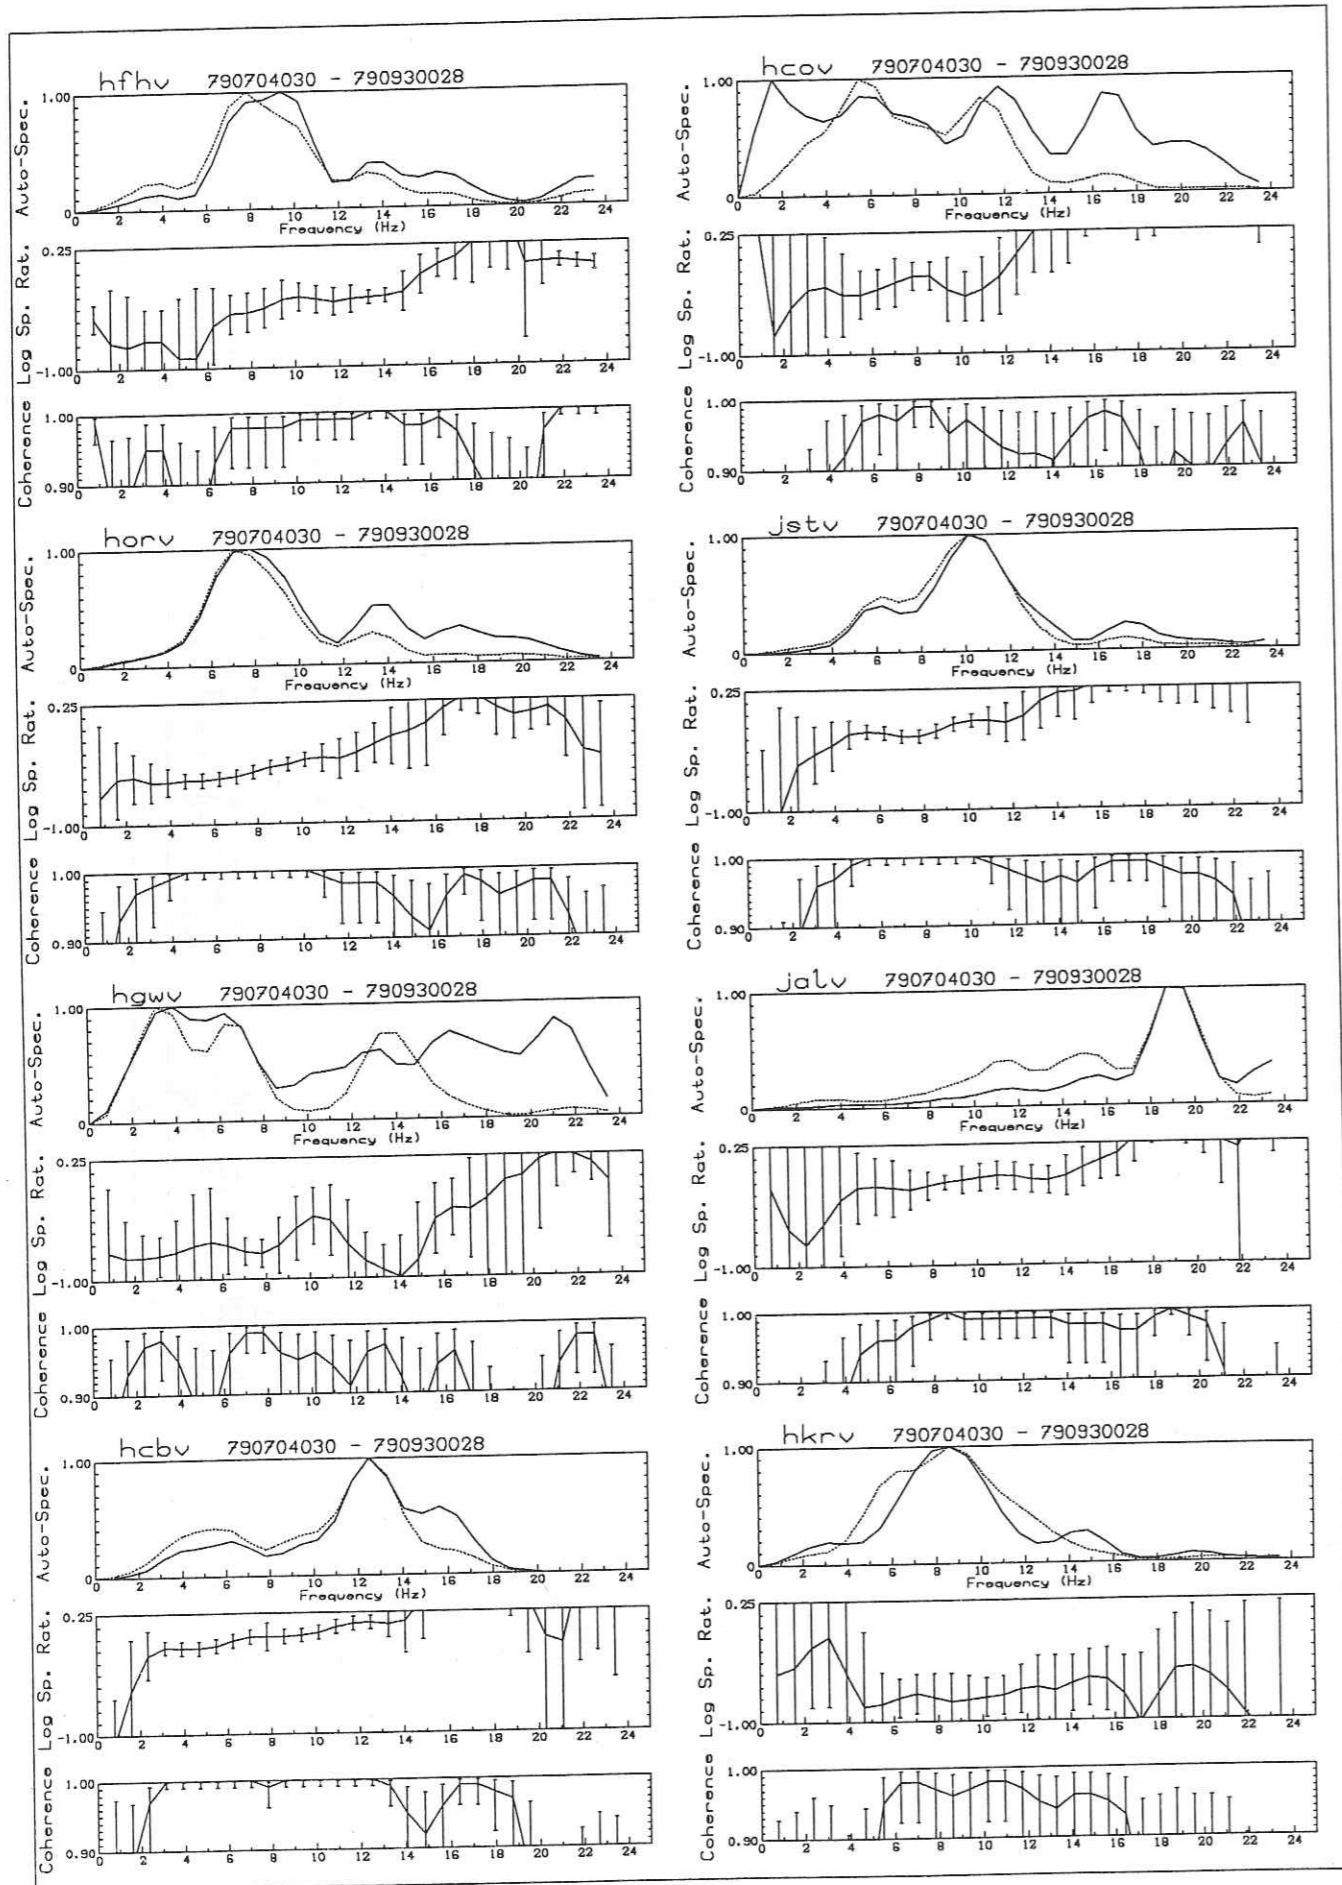 hfhv 790704030 - 790930028
1.00
Auto-Spec.
0
2 4 6 8 10 12 14 16 18 20 22 24
Frequency (Hz)
0.25
Log Sp. Rat.
-1.00
0 2 4 6 8 10 12 14 16 18 20 22 24
1.00
Coherence
0.90
0 2 4 6 8 10 12 14 16 18 20 22 24
hcov 790704030 - 790930028
1.00
Auto-Spec.
0
2 4 6 8 10 12 14 16 18 20 22 24
Frequency (Hz)
0.25
Log Sp. Rat.
-1.00
0 2 4 6 8 10 12 14 16 18 20 22 24
1.00
Coherence
0.90
0 2 4 6 8 10 12 14 16 18 20 22 24
horv 790704030 - 790930028
1.00
Auto-Spec.
0
2 4 6 8 10 12 14 16 18 20 22 24
Frequency (Hz)
0.25
Log Sp. Rat.
-1.00
0 2 4 6 8 10 12 14 16 18 20 22 24
1.00
Coherence
0.90
0 2 4 6 8 10 12 14 16 18 20 22 24
jstv 790704030 - 790930028
1.00
Auto-Spec.
0
2 4 6 8 10 12 14 16 18 20 22 24
Frequency (Hz)
0.25
Log Sp. Rat.
-1.00
0 2 4 6 8 10 12 14 16 18 20 22 24
1.00
Coherence
0.90
0 2 4 6 8 10 12 14 16 18 20 22 24
hgwv 790704030 - 790930028
1.00
Auto-Spec.
0
2 4 6 8 10 12 14 16 18 20 22 24
Frequency (Hz)
0.25
Log Sp. Rat.
-1.00
0 2 4 6 8 10 12 14 16 18 20 22 24
1.00
Coherence
0.90
0 2 4 6 8 10 12 14 16 18 20 22 24
jalv 790704030 - 790930028
1.00
Auto-Spec.
0
2 4 6 8 10 12 14 16 18 20 22 24
Frequency (Hz)
0.25
Log Sp. Rat.
-1.00
0 2 4 6 8 10 12 14 16 18 20 22 24
1.00
Coherence
0.90
0 2 4 6 8 10 12 14 16 18 20 22 24
hcbv 790704030 - 790930028
1.00
Auto-Spec.
0
2 4 6 8 10 12 14 16 18 20 22 24
Frequency (Hz)
0.25
Log Sp. Rat.
-1.00
0 2 4 6 8 10 12 14 16 18 20 22 24
1.00
Coherence
0.90
0 2 4 6 8 10 12 14 16 18 20 22 24
hkrv 790704030 - 790930028
1.00
Auto-Spec.
0
2 4 6 8 10 12 14 16 18 20 22 24
Frequency (Hz)
0.25
Log Sp. Rat.
-1.00
0 2 4 6 8 10 12 14 16 18 20 22 24
1.00
Coherence
0.90
0 2 4 6 8 10 12 14 16 18 20 22 24